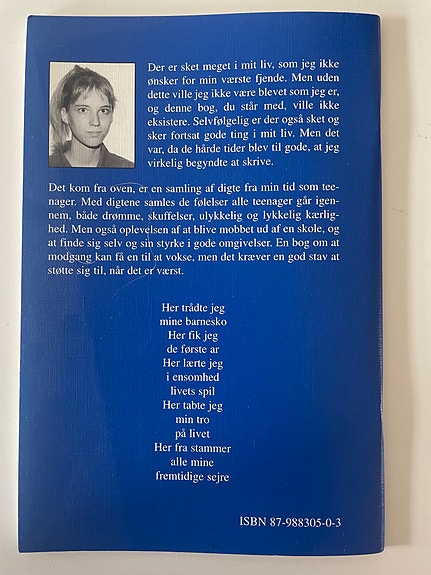 Der er sket meget i mit liv, som jeg ikke
ønsker for min værste fjende. Men uden
dette ville jeg ikke være blevet som jeg er,
og denne bog, du står med, ville ikke
eksistere. Selvfølgelig er der også sket og
sker fortsat gode ting i mit liv. Men det
var, da de hårde tider blev til gode, at jeg
virkelig begyndte at skrive.
Det kom fra oven, er en samling af digte fra min tid som tee-
nager. Med digtene samles de følelser alle teenager går igen-
nem, både drømme, skuffelser, ulykkelig og lykkelig kærlig-
hed. Men også oplevelsen af at blive mobbet ud af en skole, og
at finde sig selv og sin styrke i gode omgivelser. En bog om at
modgang kan få en til at vokse, men det kræver en god stav at
støtte sig til, når det er værst.
Her trådte jeg
mine barnesko
Her fik jeg
de første ar
Her lærte jeg
i ensomhed
livets spil
Her tabte jeg
min tro
på livet
Her fra stammer
alle mine
fremtidige sejre
ISBN 87-988305-0-3